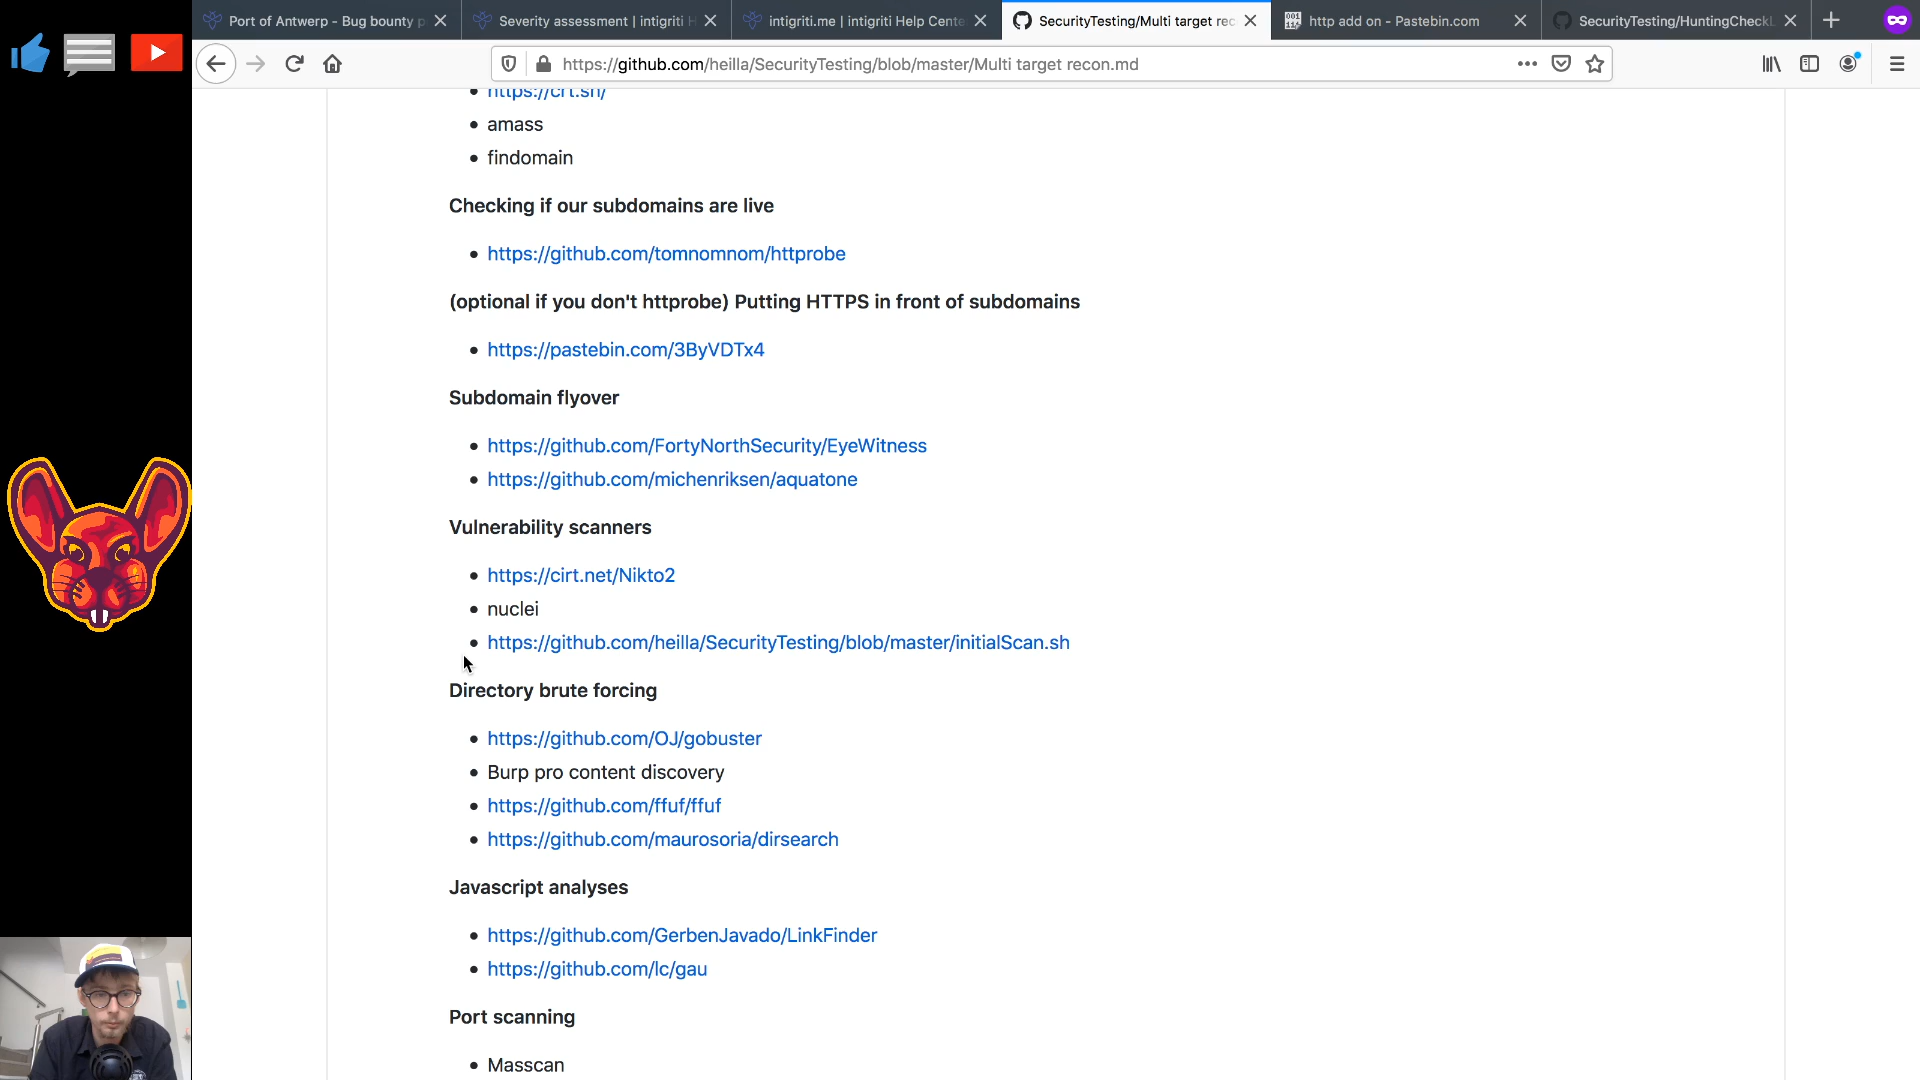 Port of Antwerp - Bug bounty p
Severity assessment | intigriti H
intigriti.me | intigriti Help Cente
SecurityTesting/Multi target rec
http add on - Pastebin.com
SecurityTesting/HuntingCheckL
https://github.com/heilla/SecurityTesting/blob/master/Multi target recon.md
https://crt.sh/
amass
findomain
Checking if our subdomains are live
https://github.com/tomnomnom/httprobe
(optional if you don't httprobe) Putting HTTPS in front of subdomains
https://pastebin.com/3ByVDTx4
Subdomain flyover
https://github.com/FortyNorthSecurity/EyeWitness
https://github.com/michenriksen/aquatone
Vulnerability scanners
https://cirt.net/Nikto2
nuclei
https://github.com/heilla/SecurityTesting/blob/master/initialScan.sh
Directory brute forcing
https://github.com/OJ/gobuster
Burp pro content discovery
https://github.com/ffuf/ffuf
https://github.com/maurosoria/dirsearch
Javascript analyses
https://github.com/GerbenJavado/LinkFinder
https://github.com/lc/gau
Port scanning
Masscan